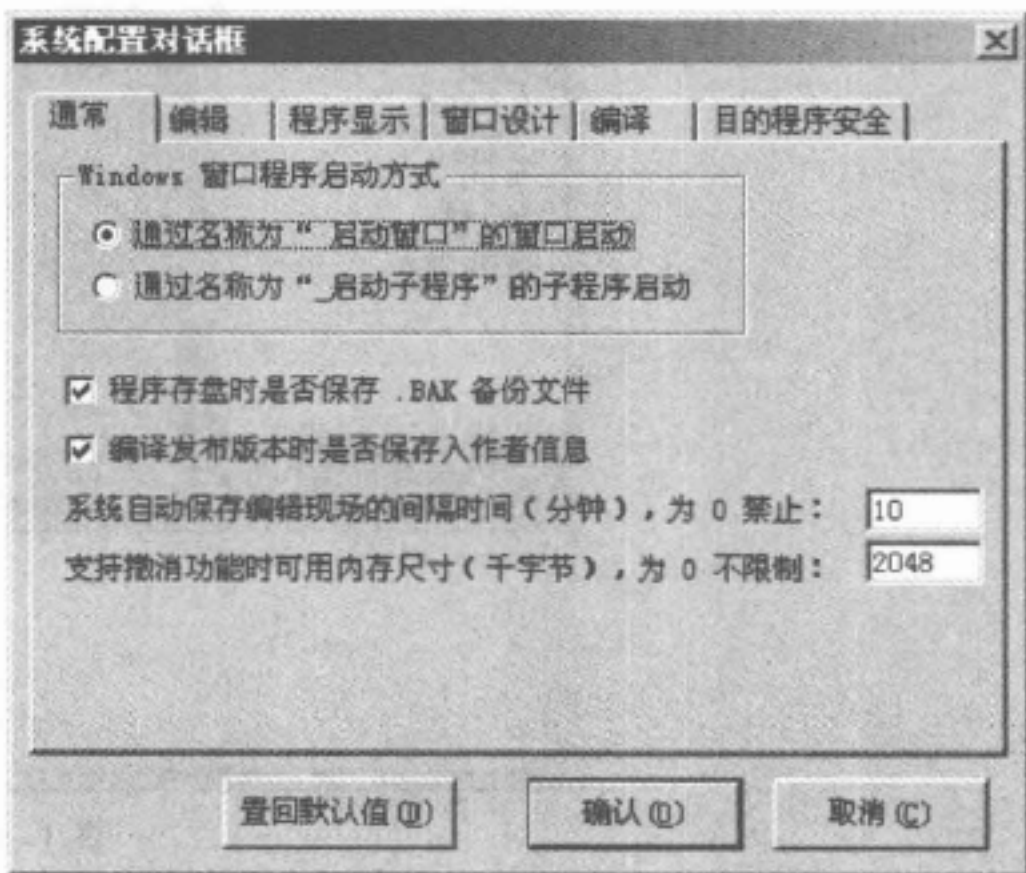 系统配置对话框
通常 编辑 程序显示 窗口设计 编译 目的程序安全
Windows 窗口程序启动方式
通过名称为“_启动窗口”的窗口启动
通过名称为“_启动子程序”的子程序启动
程序存盘时是否保存 .BAK 备份文件
编译发布版本时是否保存入作者信息
系统自动保存编辑现场的间隔时间(分钟),为 0 禁止: 10
支持撤消功能时可用内存尺寸(千字节),为 0 不限制: 2048
置回默认值(D) 确认(O) 取消(C)